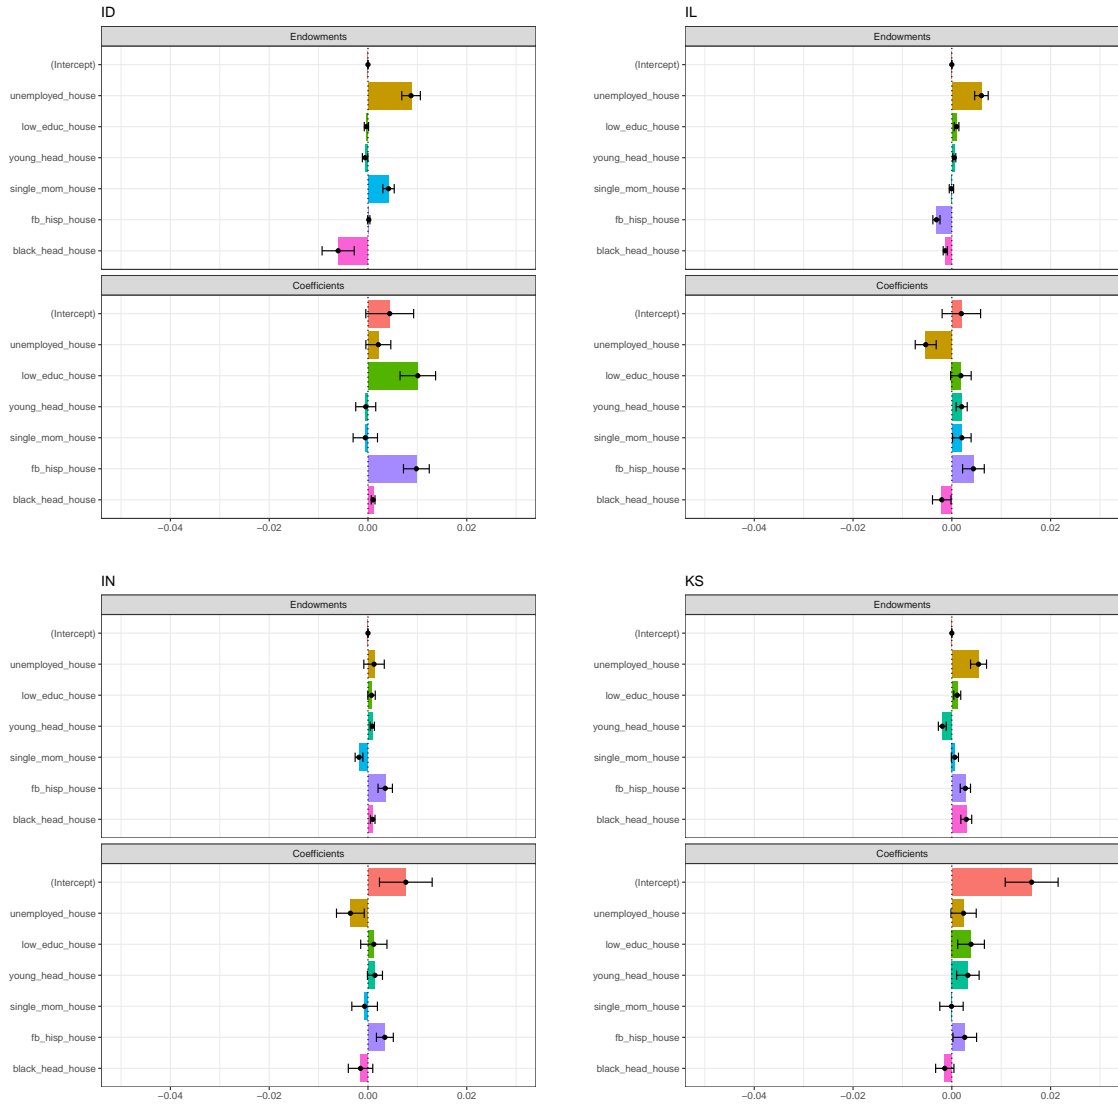 ID
Endowments
(Intercept)
unemployed_house
low_educ_house
young_head_house
single_mom_house
fb_hisp_house
black_head_house
Coefficients
(Intercept)
unemployed_house
low_educ_house
young_head_house
single_mom_house
fb_hisp_house
black_head_house
−0.04 −0.02 0.00 0.02
IL
Endowments
(Intercept)
unemployed_house
low_educ_house
young_head_house
single_mom_house
fb_hisp_house
black_head_house
Coefficients
(Intercept)
unemployed_house
low_educ_house
young_head_house
single_mom_house
fb_hisp_house
black_head_house
−0.04 −0.02 0.00 0.02
IN
Endowments
(Intercept)
unemployed_house
low_educ_house
young_head_house
single_mom_house
fb_hisp_house
black_head_house
Coefficients
(Intercept)
unemployed_house
low_educ_house
young_head_house
single_mom_house
fb_hisp_house
black_head_house
−0.04 −0.02 0.00 0.02
KS
Endowments
(Intercept)
unemployed_house
low_educ_house
young_head_house
single_mom_house
fb_hisp_house
black_head_house
Coefficients
(Intercept)
unemployed_house
low_educ_house
young_head_house
single_mom_house
fb_hisp_house
black_head_house
−0.04 −0.02 0.00 0.02